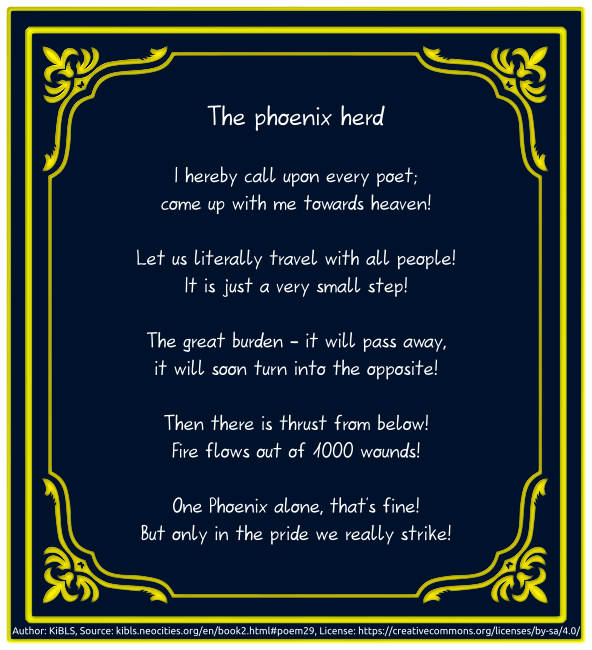 The phoenix herd
I hereby call upon every poet;
come up with me towards heaven!
Let us literally travel with all people!
It is just a very small step!
The great burden – it will pass away,
it will soon turn into the opposite!
Then there is thrust from below!
Fire flows out of 1000 wounds!
One Phoenix alone, that's fine!
But only in the pride we really strike!
Author: KiBLS, Source: kibls.neocities.org/en/book2.html#poem29, License: https://creativecommons.org/licenses/by-sa/4.0/